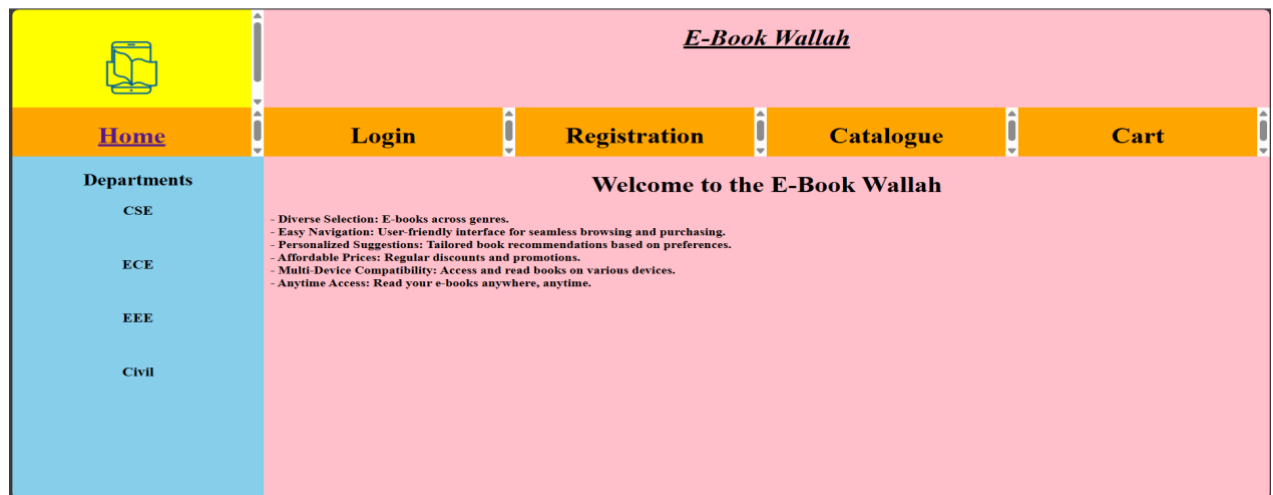 E-Book Wallah
Home
Login
Registration
Catalogue
Cart
Departments
CSE
ECE
EEE
Civil
Welcome to the E-Book Wallah
- Diverse Selection: E-books across genres.
- Easy Navigation: User-friendly interface for seamless browsing and purchasing.
- Personalized Suggestions: Tailored book recommendations based on preferences.
- Affordable Prices: Regular discounts and promotions.
- Multi-Device Compatibility: Access and read books on various devices.
- Anytime Access: Read your e-books anywhere, anytime.